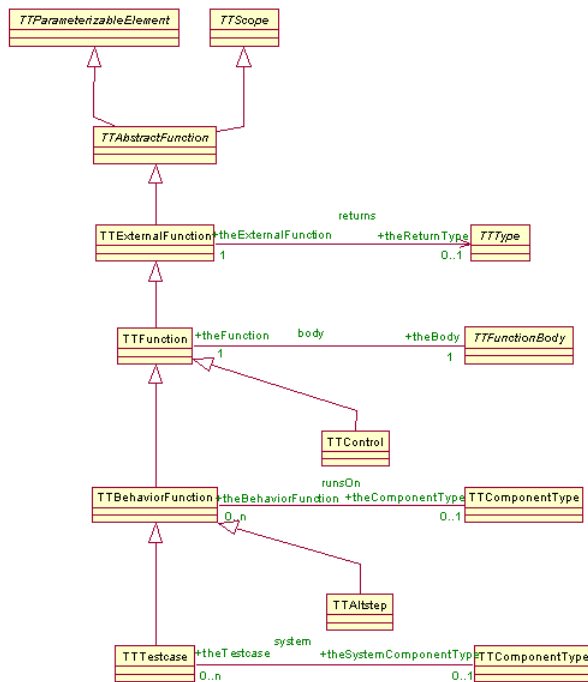 TTParameterizableElement
TTScope
TTAbstractFunction
returns
TTExternalFunction
+theExternalFunction
+theReturnType
TTType
1
0..1
TTFunction
+theFunction
body
+theBody
TTFunctionBody
1
1
TTControl
runsOn
TTBehaviorFunction
+theBehaviorFunction
+theComponentType
TTComponentType
0..n
0..1
TTAltstep
system
TTTestcase
+theTestcase
+theSystemComponentType
TTComponentType
0..n
0..1